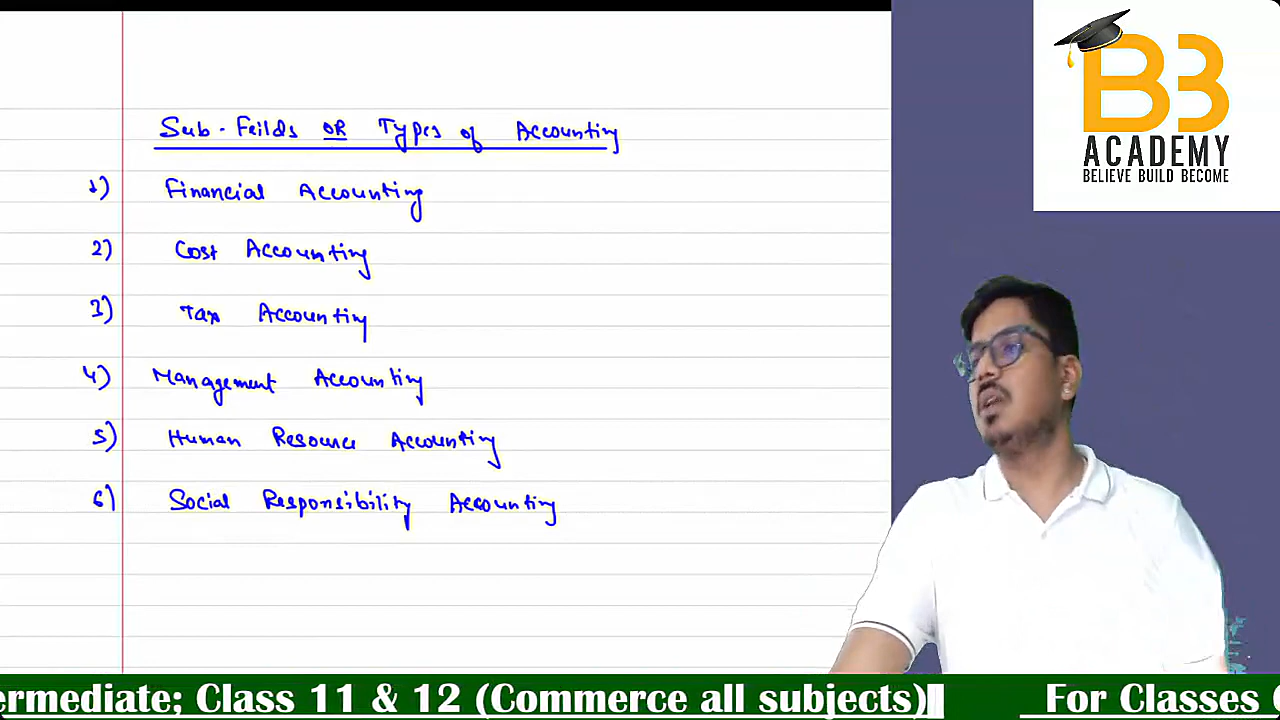 B3
ACADEMY
BELIEVE BUILD BECOME
Sub-Feilds OR Types of Accounting
1) Financial Accounting
2) Cost Accounting
3) Tax Accounting
4) Management Accounting
5) Human Resource Accounting
6) Social Responsibility Accounting
ermediate; Class 11 & 12 (Commerce all subjects) For Classes